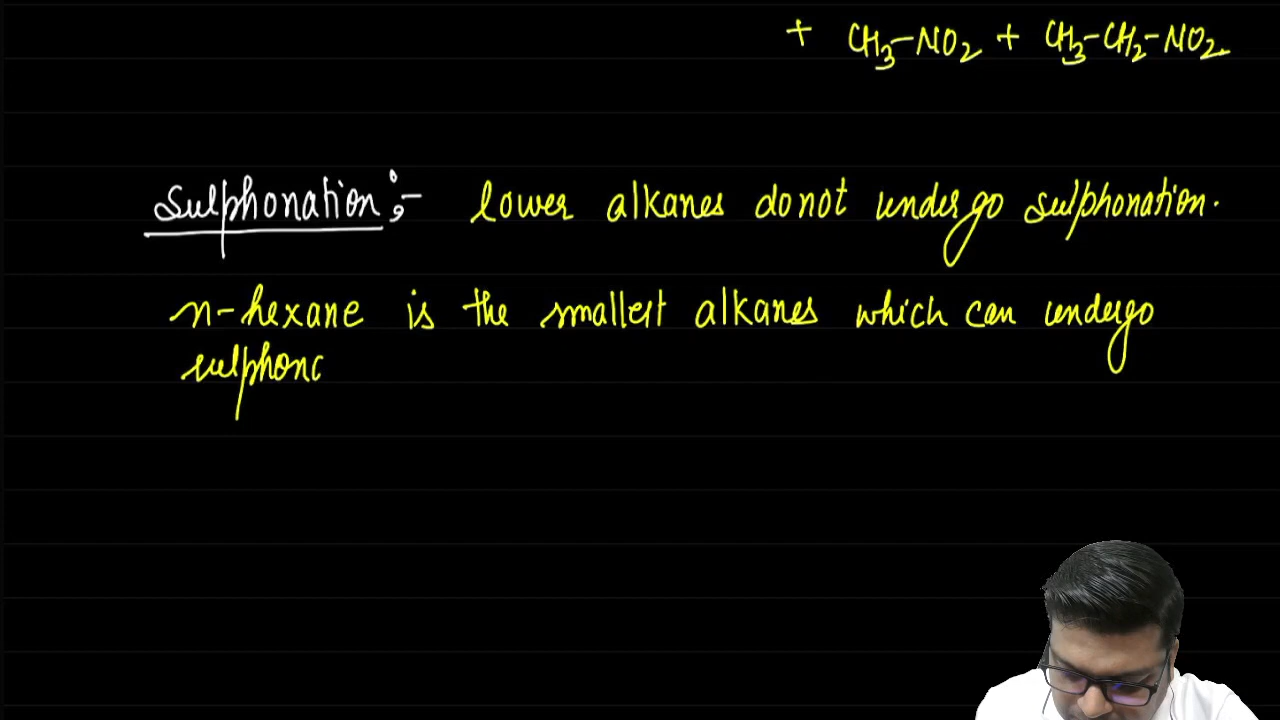 + CH3-NO2 + CH3-CH2-NO2.
Sulphonation :- lower alkanes donot undergo sulphonation.
n-hexane is the smallest alkanes which can undergo
sulphona